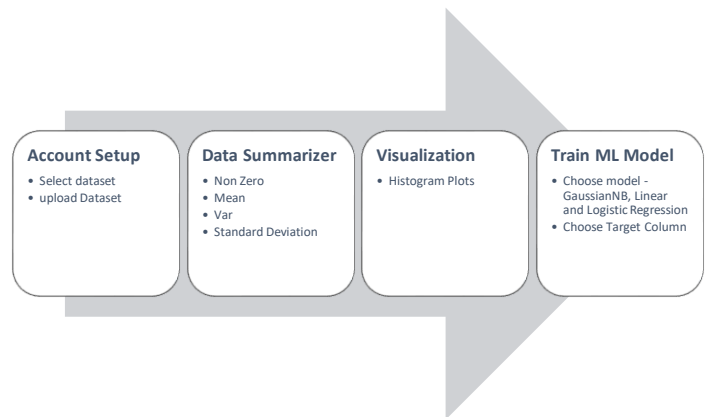 Account Setup
• Select dataset
• upload Dataset
Data Summarizer
• Non Zero
• Mean
• Var
• Standard Deviation
Visualization
• Histogram Plots
Train ML Model
• Choose model -
GaussianNB, Linear
and Logistic Regression
• Choose Target Column